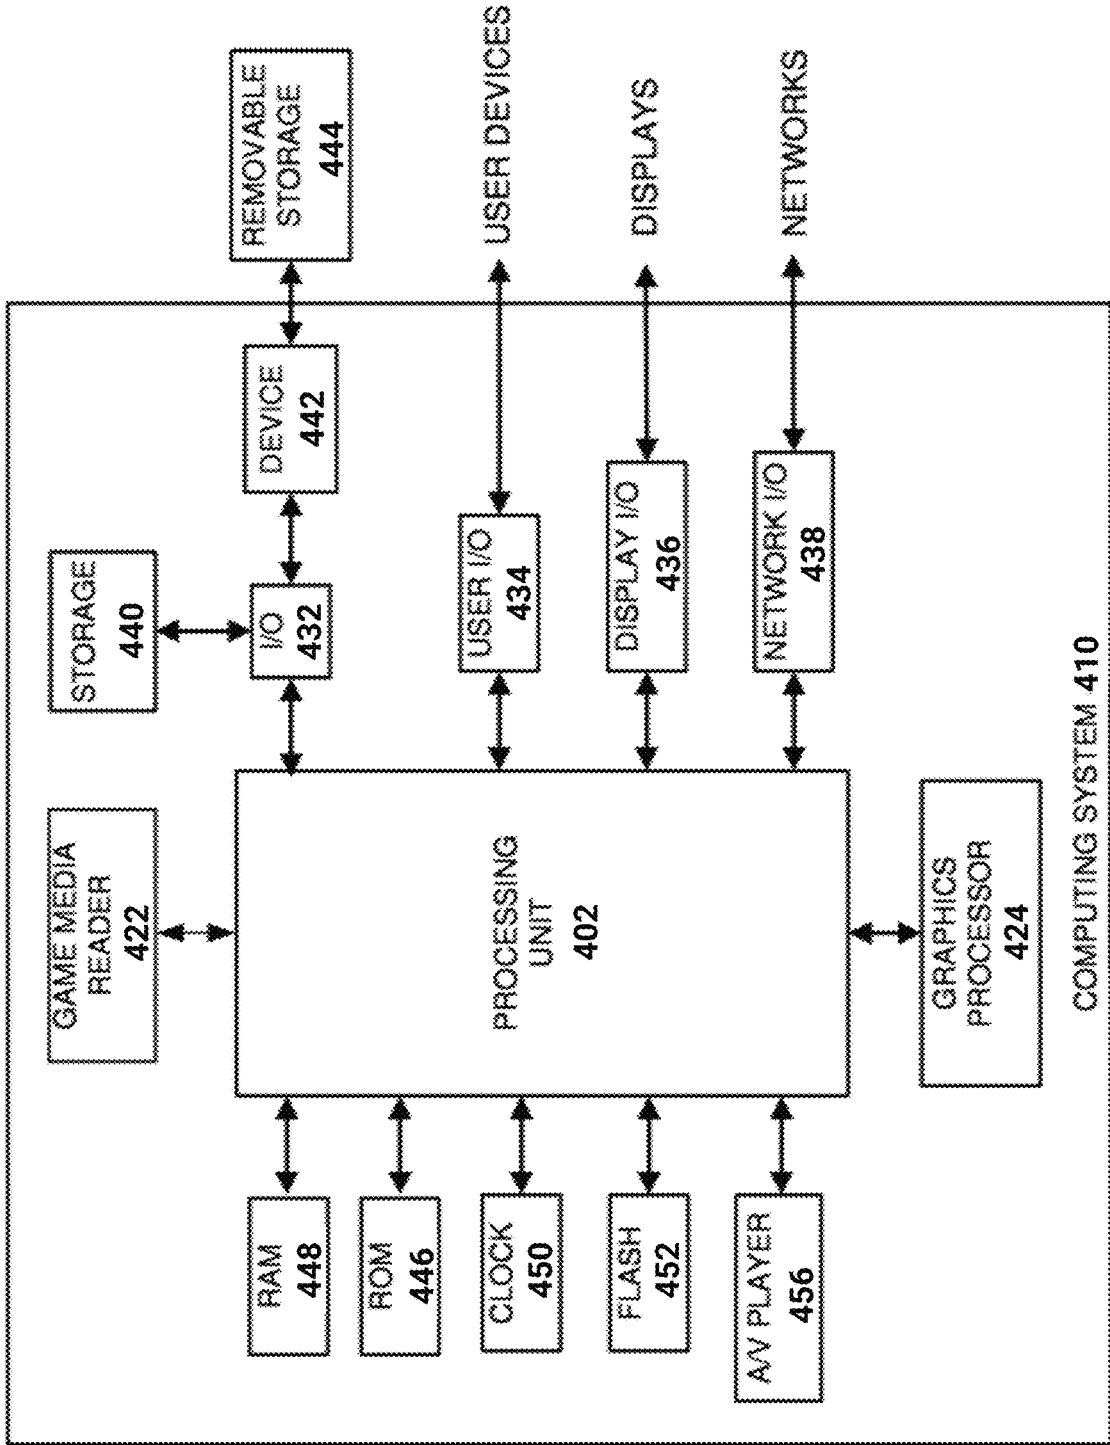 GAME MEDIA
READER
422
STORAGE
440
RAM
448
I/O
432
DEVICE
442
REMOVABLE
STORAGE
444
ROM
446
CLOCK
450
PROCESSING
UNIT
402
USER I/O
434
USER DEVICES
FLASH
452
DISPLAY I/O
436
DISPLAYS
A/V PLAYER
456
NETWORK I/O
438
NETWORKS
GRAPHICS
PROCESSOR
424
COMPUTING SYSTEM 410